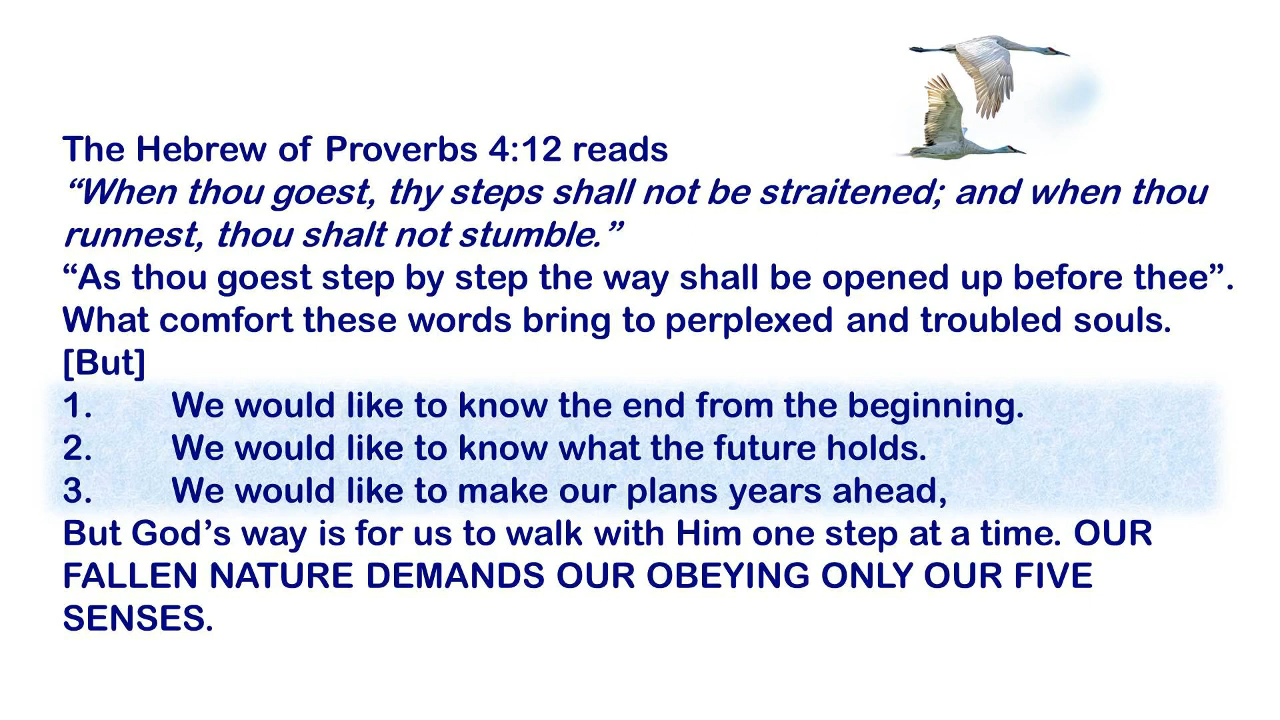 The Hebrew of Proverbs 4:12 reads
“When thou goest, thy steps shall not be straitened; and when thou
runnest, thou shalt not stumble.”
“As thou goest step by step the way shall be opened up before thee”.
What comfort these words bring to perplexed and troubled souls.
[But]
1. We would like to know the end from the beginning.
2. We would like to know what the future holds.
3. We would like to make our plans years ahead,
But God’s way is for us to walk with Him one step at a time. OUR
FALLEN NATURE DEMANDS OUR OBEYING ONLY OUR FIVE
SENSES.